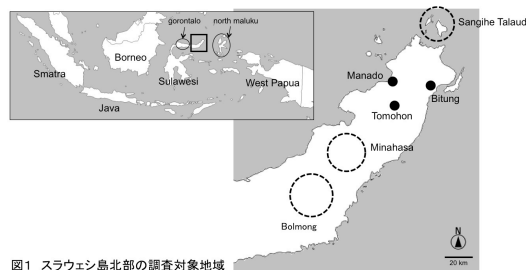 gorontalo
north maluku
Borneo
Smatra
Sulawesi
West Papua
Java
Sangihe Talaud
Manado
Bitung
Tomohon
Minahasa
Bolmong
N
20 km
図1 スラウェシ島北部の調査対象地域